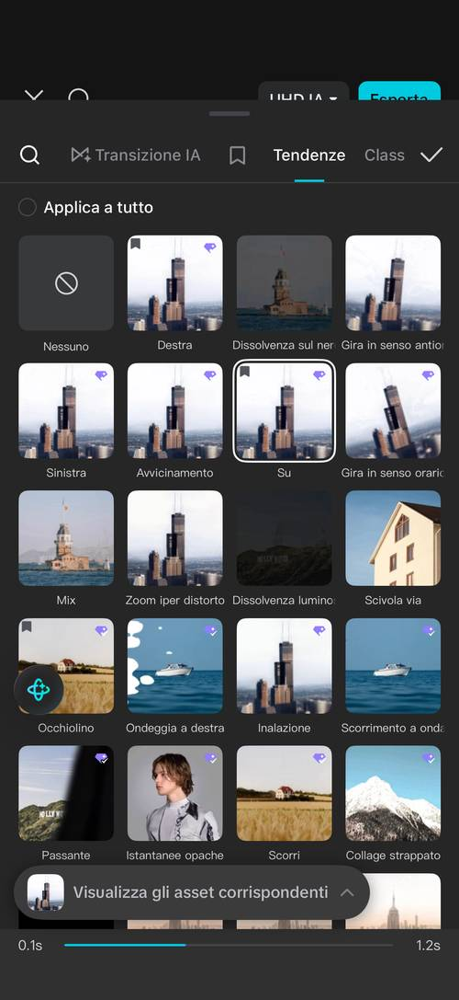 UHD IA
Esporta
Transizione IA
Tendenze
Class
Applica a tutto
Nessuno
Destra
Dissolvenza sul ner
Gira in senso antior
Sinistra
Avvicinamento
Su
Gira in senso orario
Mix
Zoom iper distorto
Dissolvenza lumino
Scivola via
Occhiolino
Ondeggia a destra
Inalazione
Scorrimento a onda
Passante
Istantanee opache
Scorri
Collage strappato
Visualizza gli asset corrispondenti
0.1s
1.2s